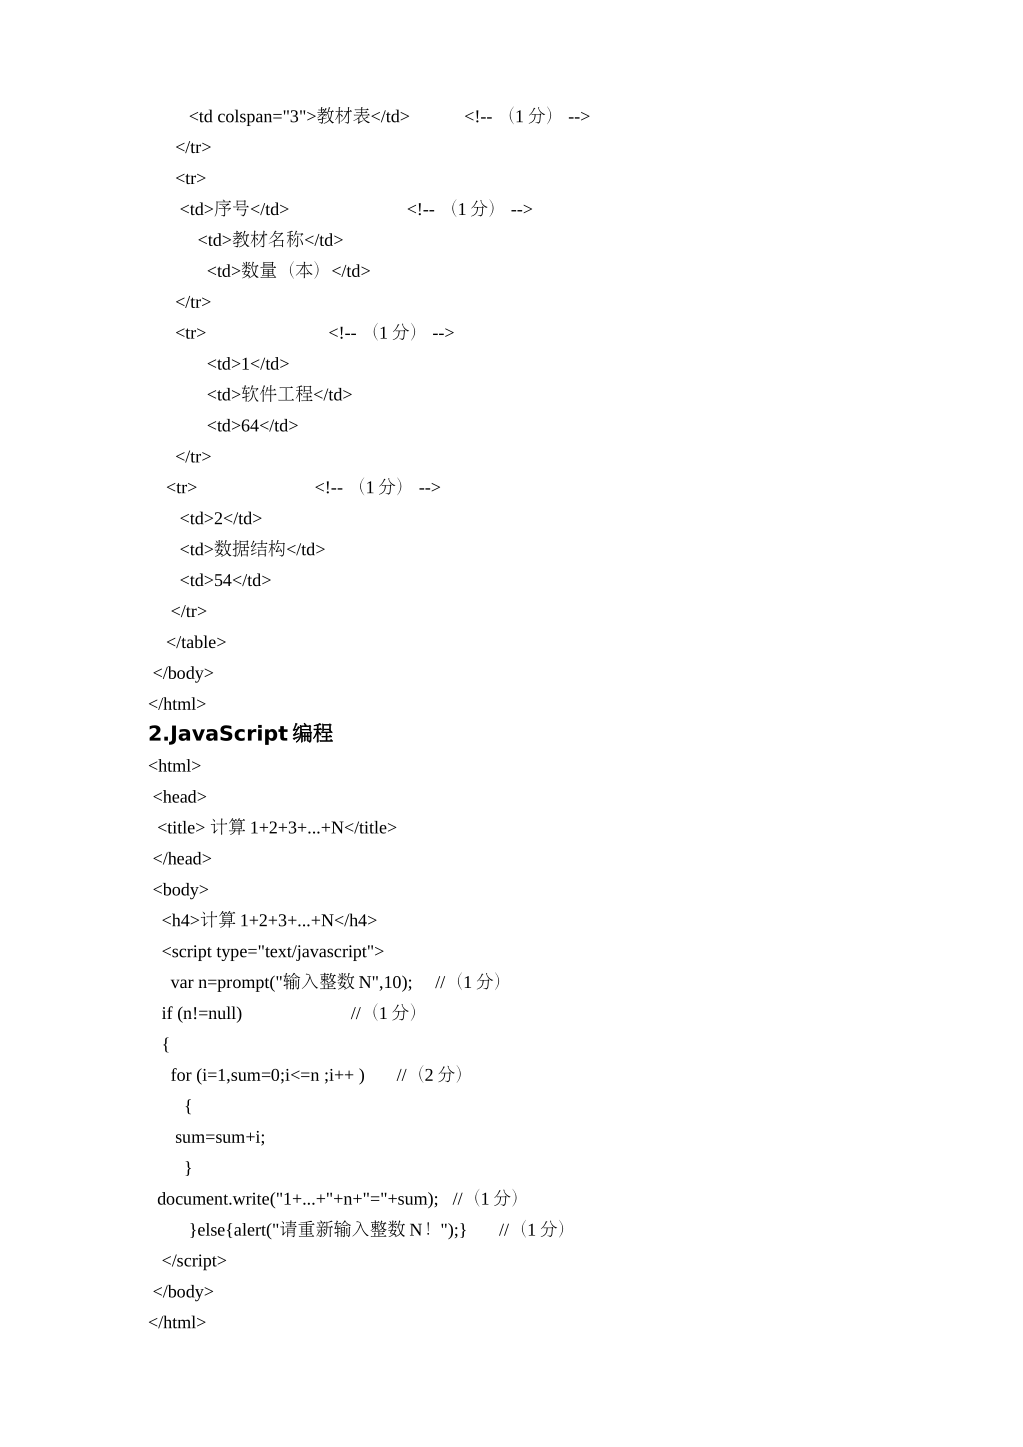 <td colspan="3">教材表</td> <!-- （1 分） -->
</tr>
<tr>
<td>序号</td> <!-- （1 分） -->
<td>教材名称</td>
<td>数量（本）</td>
</tr>
<tr> <!-- （1 分） -->
<td>1</td>
<td>软件工程</td>
<td>64</td>
</tr>
<tr> <!-- （1 分） -->
<td>2</td>
<td>数据结构</td>
<td>54</td>
</tr>
</table>
</body>
</html>
2.JavaScript 编程
<html>
<head>
<title> 计算 1+2+3+...+N</title>
</head>
<body>
<h4>计算 1+2+3+...+N</h4>
<script type="text/javascript">
var n=prompt("输入整数 N",10); //（1 分）
if (n!=null) //（1 分）
{
for (i=1,sum=0;i<=n ;i++ ) //（2 分）
{
sum=sum+i;
}
document.write("1+...+"+n+"="+sum); //（1 分）
}else{alert("请重新输入整数 N！");} //（1 分）
</script>
</body>
</html>